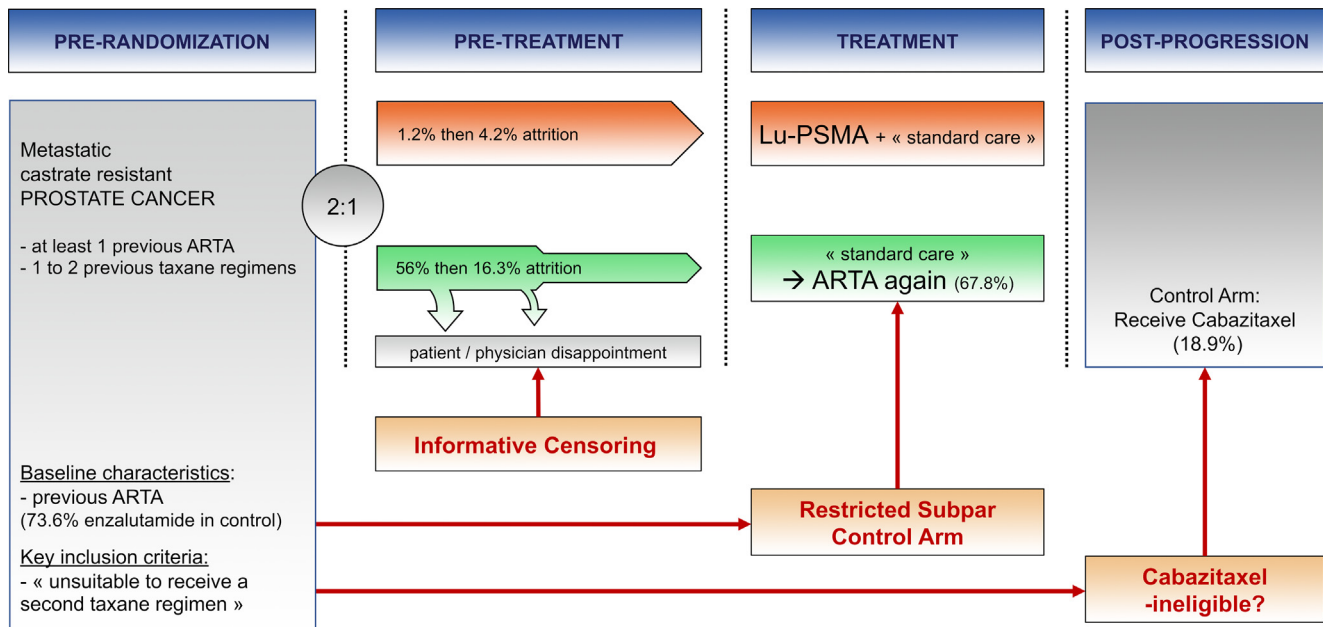 PRE-RANDOMIZATION
PRE-TREATMENT
TREATMENT
POST-PROGRESSION
Metastatic
castrate resistant
PROSTATE CANCER
- at least 1 previous ARTA
- 1 to 2 previous taxane regimens
2:1
1.2% then 4.2% attrition
Lu-PSMA + « standard care »
56% then 16.3% attrition
« standard care »
→ ARTA again (67.8%)
patient / physician disappointment
Control Arm:
Receive Cabazitaxel
(18.9%)
Informative Censoring
Baseline characteristics:
- previous ARTA
(73.6% enzalutamide in control)
Restricted Subpar
Control Arm
Key inclusion criteria:
- « unsuitable to receive a
second taxane regimen »
Cabazitaxel
-ineligible?